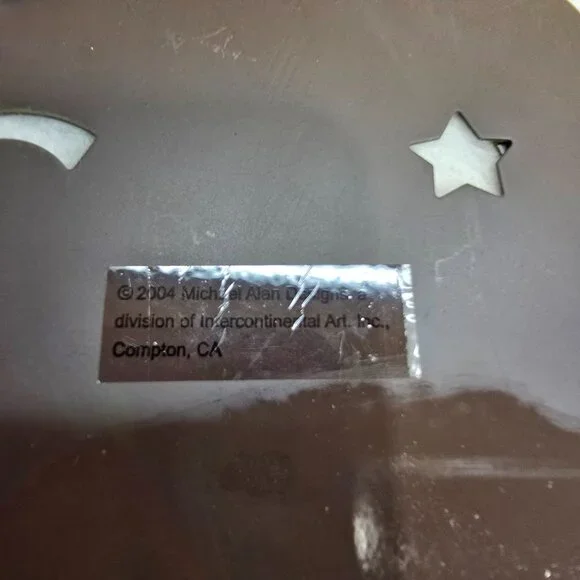 © 2004 Michael Alan Designs, a
division of Intercontinental Art. Inc.,
Compton, CA